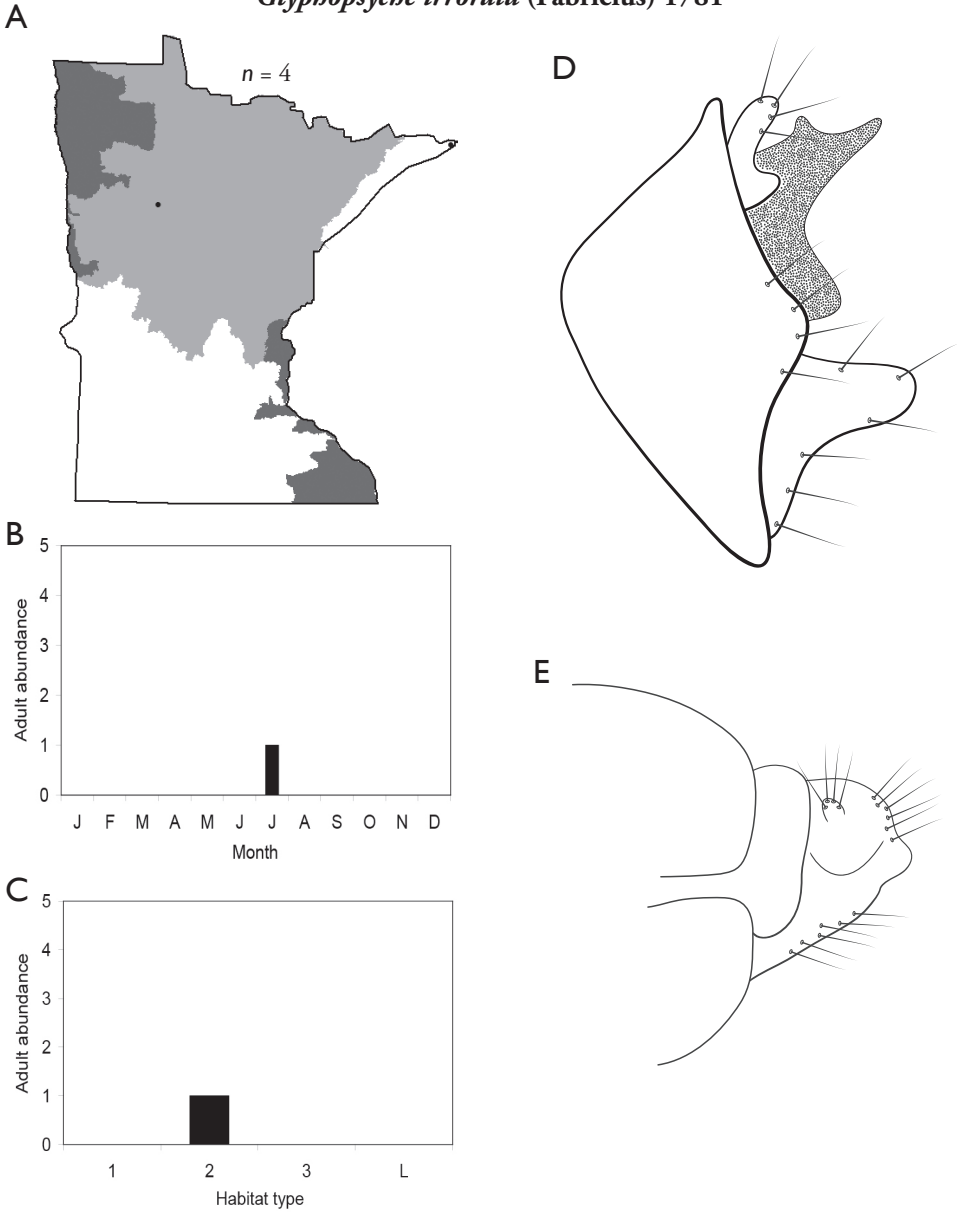 Glyphopsyche irrorata (Fabricius) 1781
A
n = 4
D
B
5
4
3
2
1
0
Adult abundance
J F M A M J J A S O N D
Month
C
5
4
3
2
1
0
Adult abundance
1 2 3 L
Habitat type
E